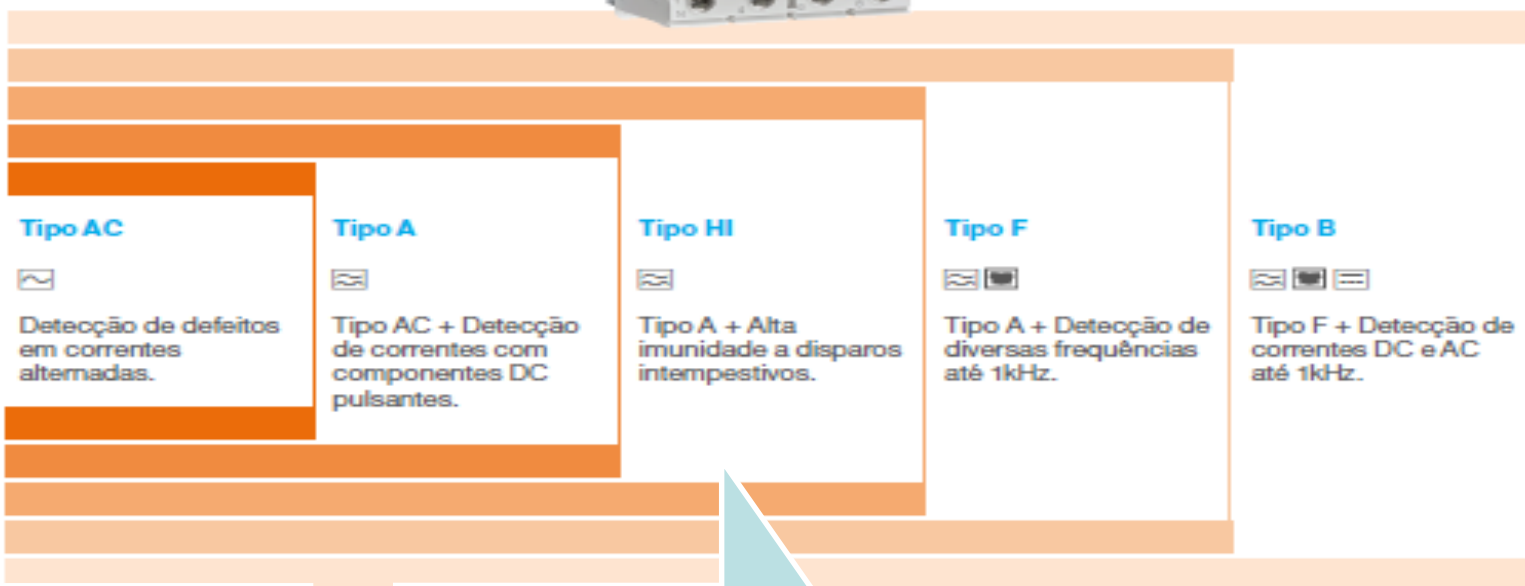 Tipo AC
Detecção de defeitos
em correntes
alternadas.
Tipo A
Tipo AC + Detecção
de correntes com
componentes DC
pulsantes.
Tipo HI
Tipo A + Alta
imunidade a disparos
intempestivos.
Tipo F
Tipo A + Detecção de
diversas frequências
até 1kHz.
Tipo B
Tipo F + Detecção de
correntes DC e AC
até 1kHz.